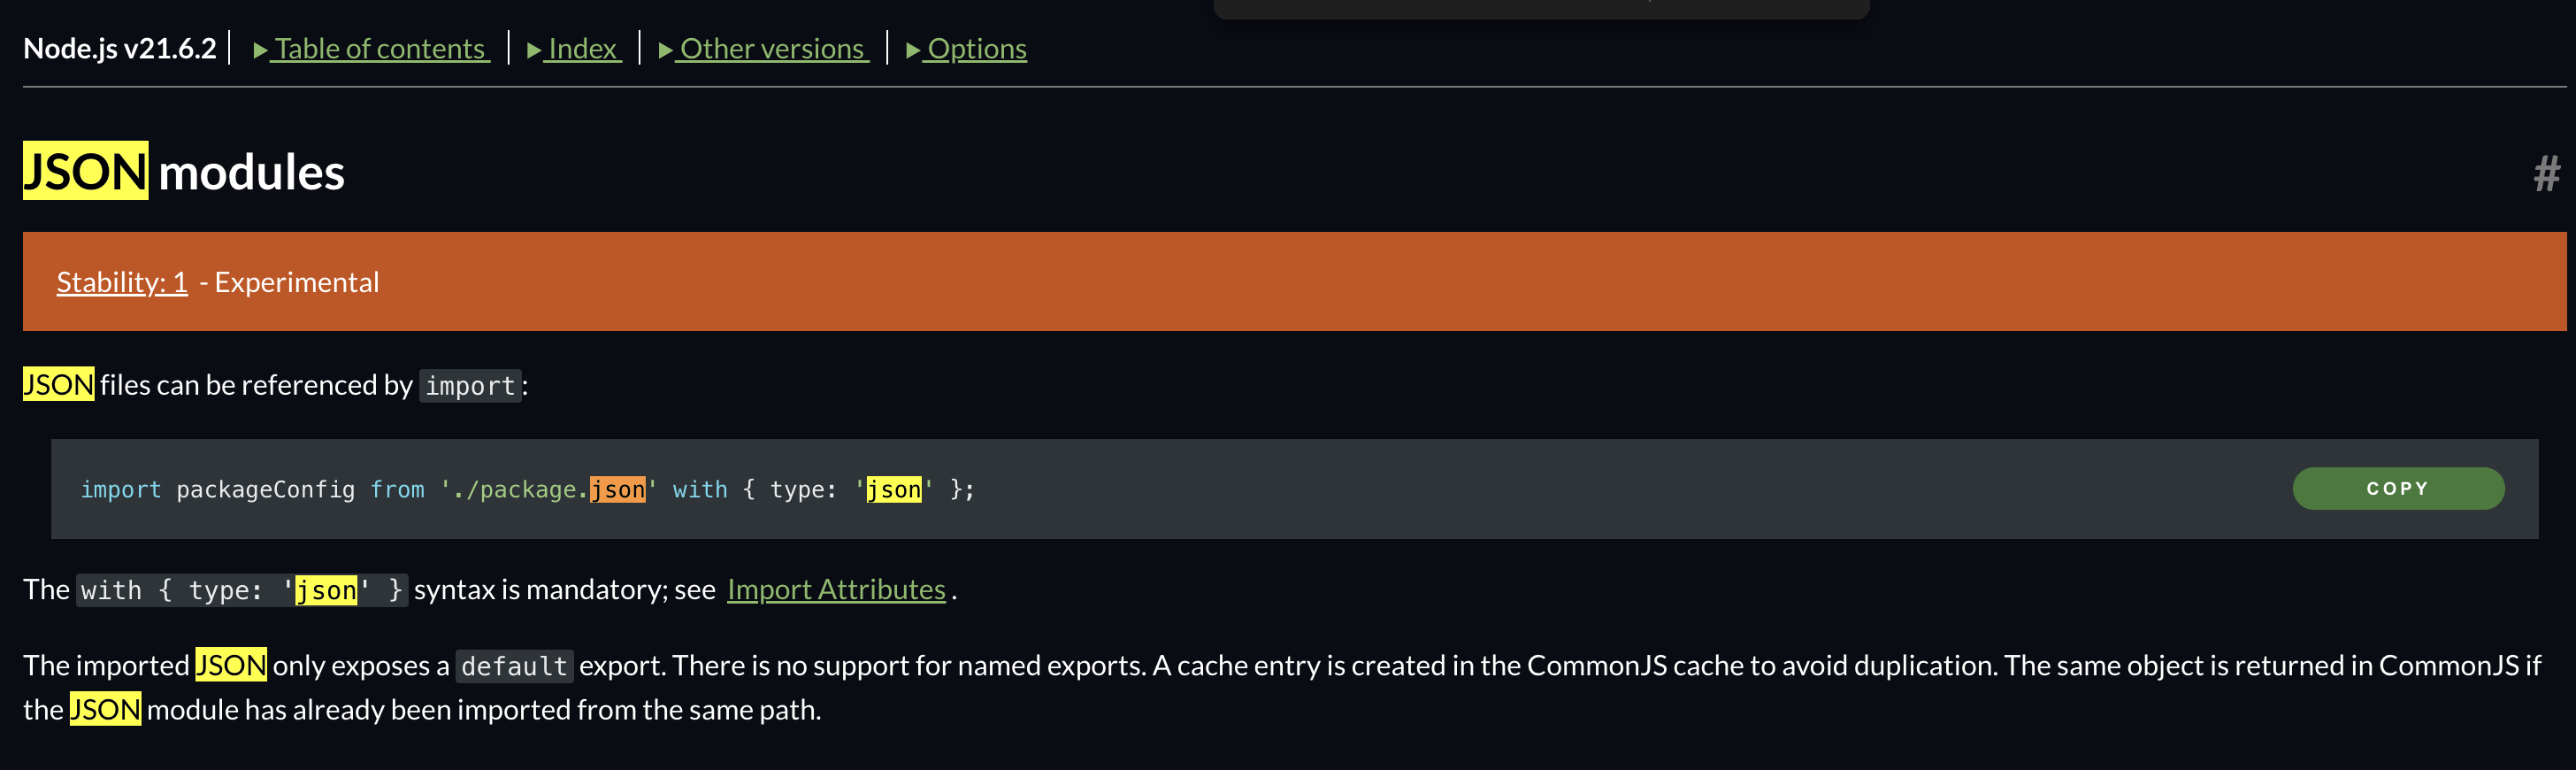 Node.js v21.6.2 | ▶ Table of contents | ▶ Index | ▶ Other versions | ▶ Options
JSON modules #
Stability: 1 - Experimental
JSON files can be referenced by import:
import packageConfig from './package.json' with { type: 'json' }; COPY
The with { type: 'json' } syntax is mandatory; see Import Attributes .
The imported JSON only exposes a default export. There is no support for named exports. A cache entry is created in the CommonJS cache to avoid duplication. The same object is returned in CommonJS if
the JSON module has already been imported from the same path.